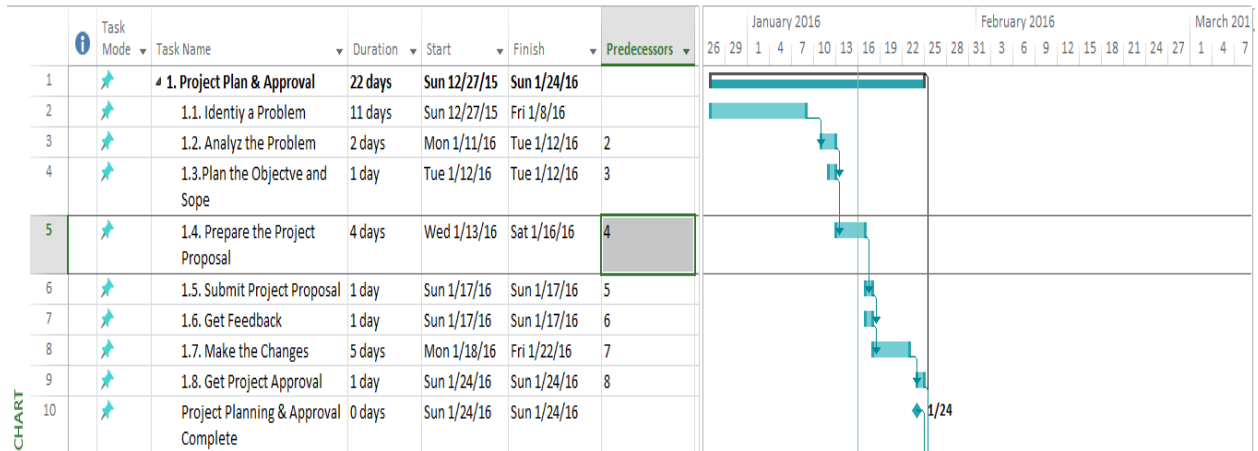 Task Mode Task Name Duration Start Finish Predecessors
January 2016 February 2016 March 201
26 29 1 4 7 10 13 16 19 22 25 28 31 3 6 9 12 15 18 21 24 27 1 4 7
1 1. Project Plan & Approval 22 days Sun 12/27/15 Sun 1/24/16
2 1.1. Identiy a Problem 11 days Sun 12/27/15 Fri 1/8/16
3 1.2. Analyz the Problem 2 days Mon 1/11/16 Tue 1/12/16 2
4 1.3.Plan the Objectve and 1 day Tue 1/12/16 Tue 1/12/16 3
Sope
5 1.4. Prepare the Project 4 days Wed 1/13/16 Sat 1/16/16 4
Proposal
6 1.5. Submit Project Proposal 1 day Sun 1/17/16 Sun 1/17/16 5
7 1.6. Get Feedback 1 day Sun 1/17/16 Sun 1/17/16 6
8 1.7. Make the Changes 5 days Mon 1/18/16 Fri 1/22/16 7
9 1.8. Get Project Approval 1 day Sun 1/24/16 Sun 1/24/16 8
10 Project Planning & Approval 0 days Sun 1/24/16 Sun 1/24/16 1/24
Complete
CHART